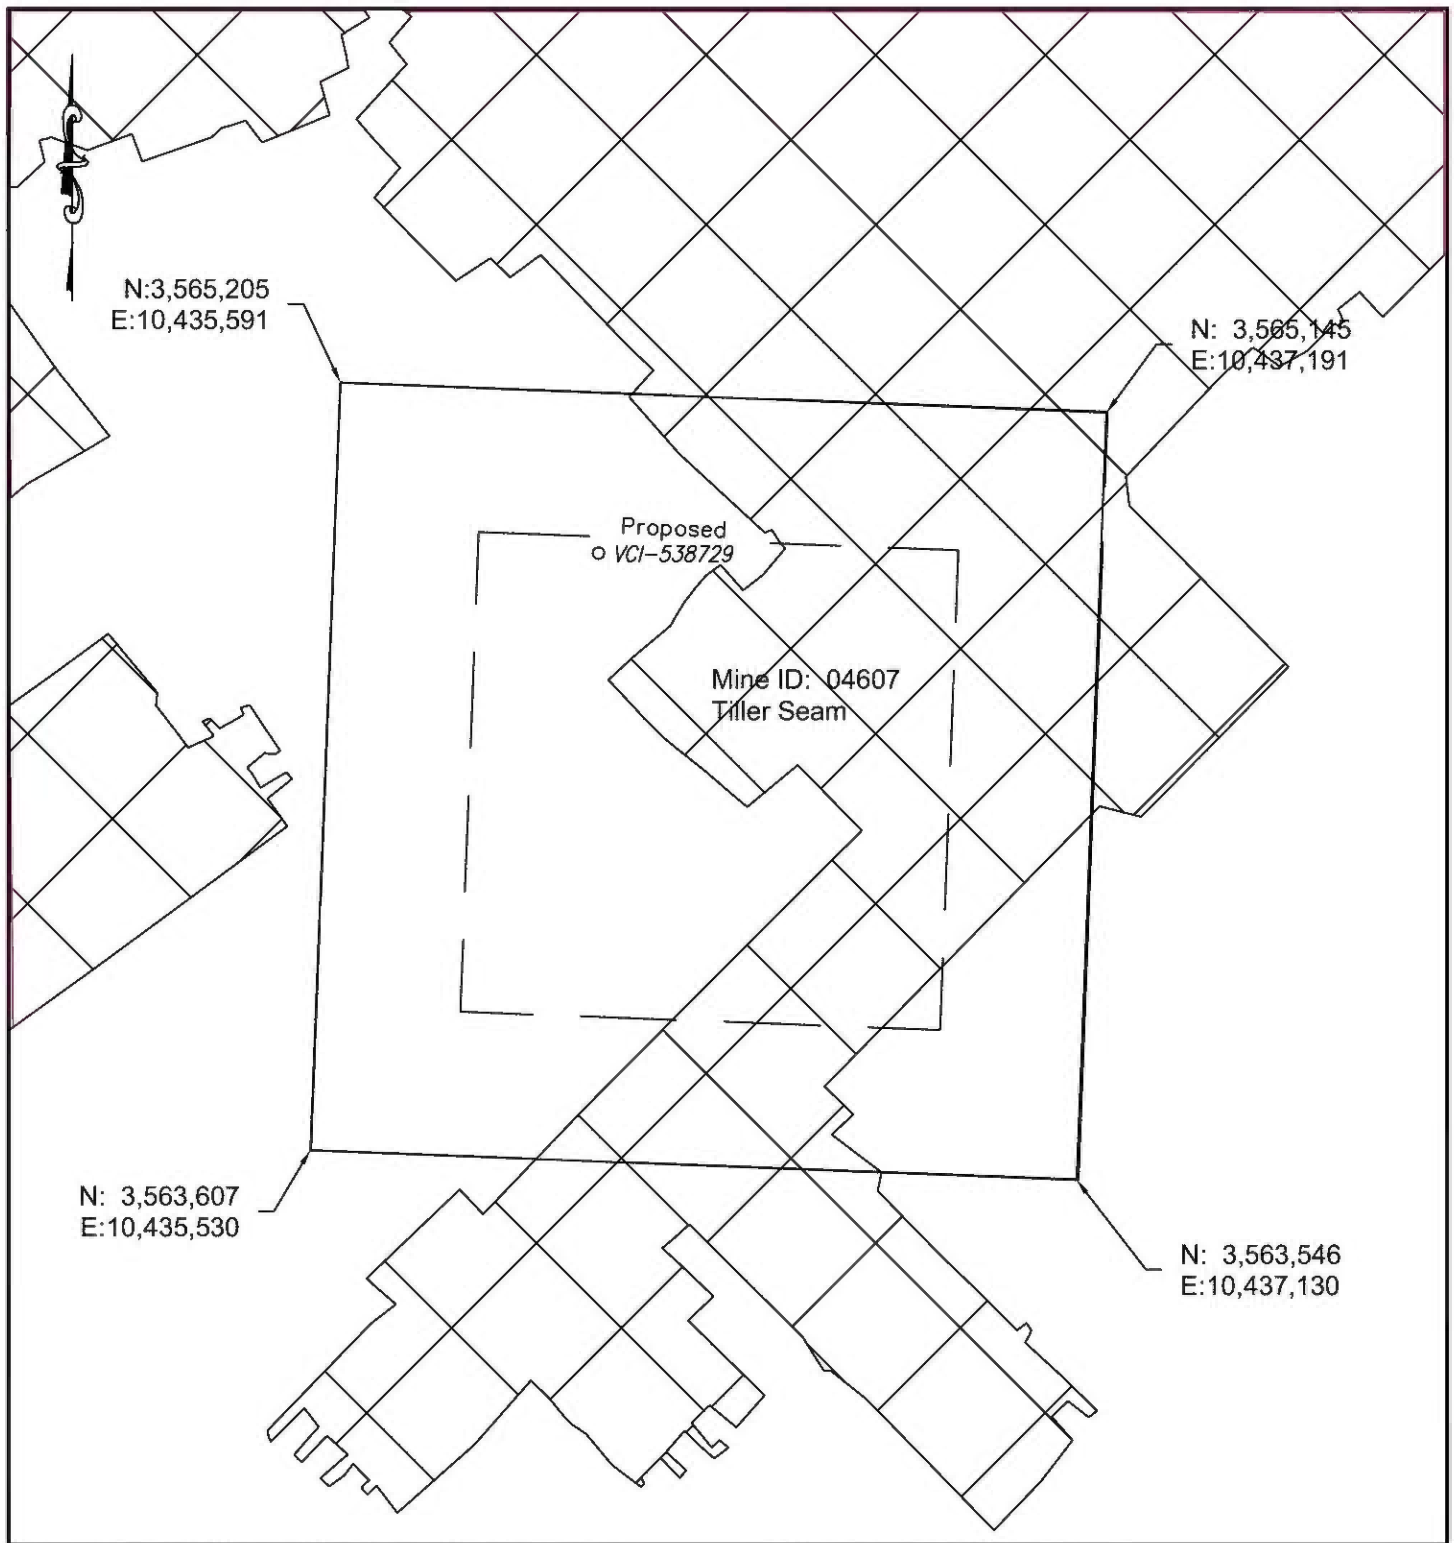 N:3,565,205
E:10,435,591
N: 3,565,145
E:10,437,191
Proposed
VCI-538729
Mine ID: 04607
Tiller Seam
N: 3,563,607
E:10,435,530
N: 3,563,546
E:10,437,130